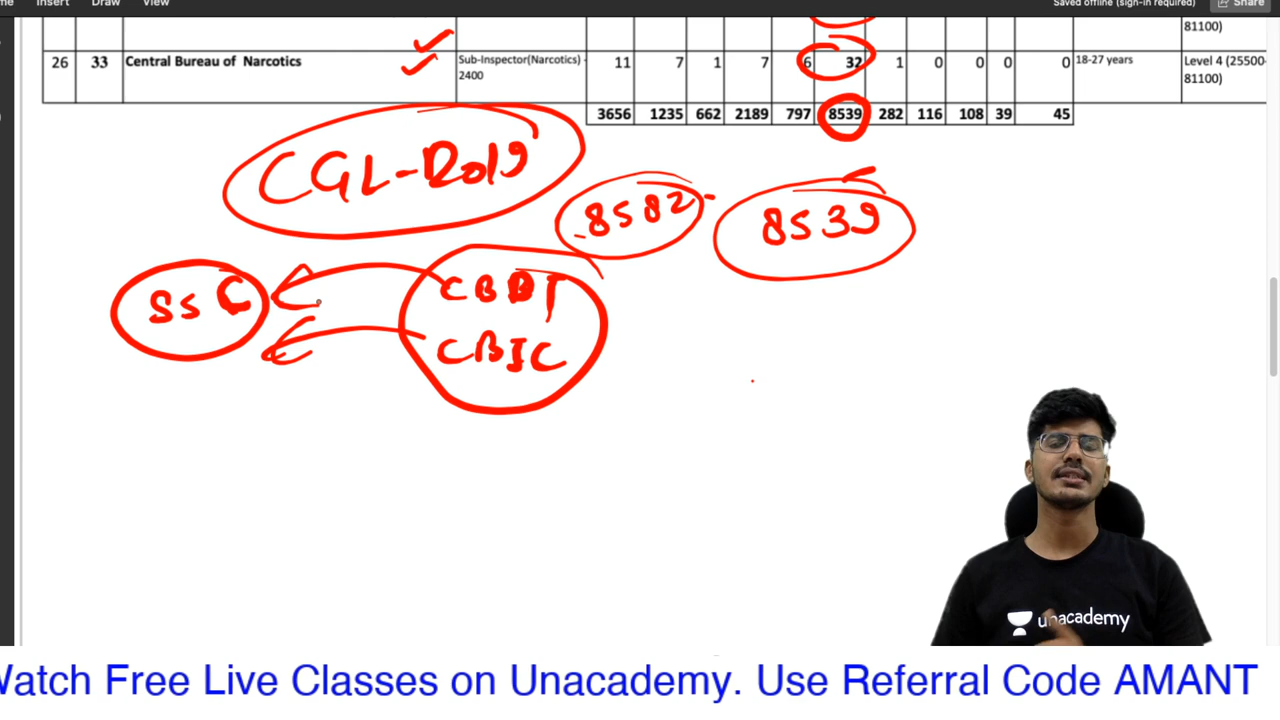 me Insert Draw View Saved offline (sign-in required) Share
81100)
26 33 Central Bureau of Narcotics Sub-Inspector(Narcotics) - 11 7 1 7 6 32 1 0 0 0 0 18-27 years Level 4 (25500-
2400 81100)
3656 1235 662 2189 797 8539 282 116 108 39 45
CGL-2019
8582 - 8539
SSC CBDT
CBIC
unacademy
Watch Free Live Classes on Unacademy. Use Referral Code AMANT